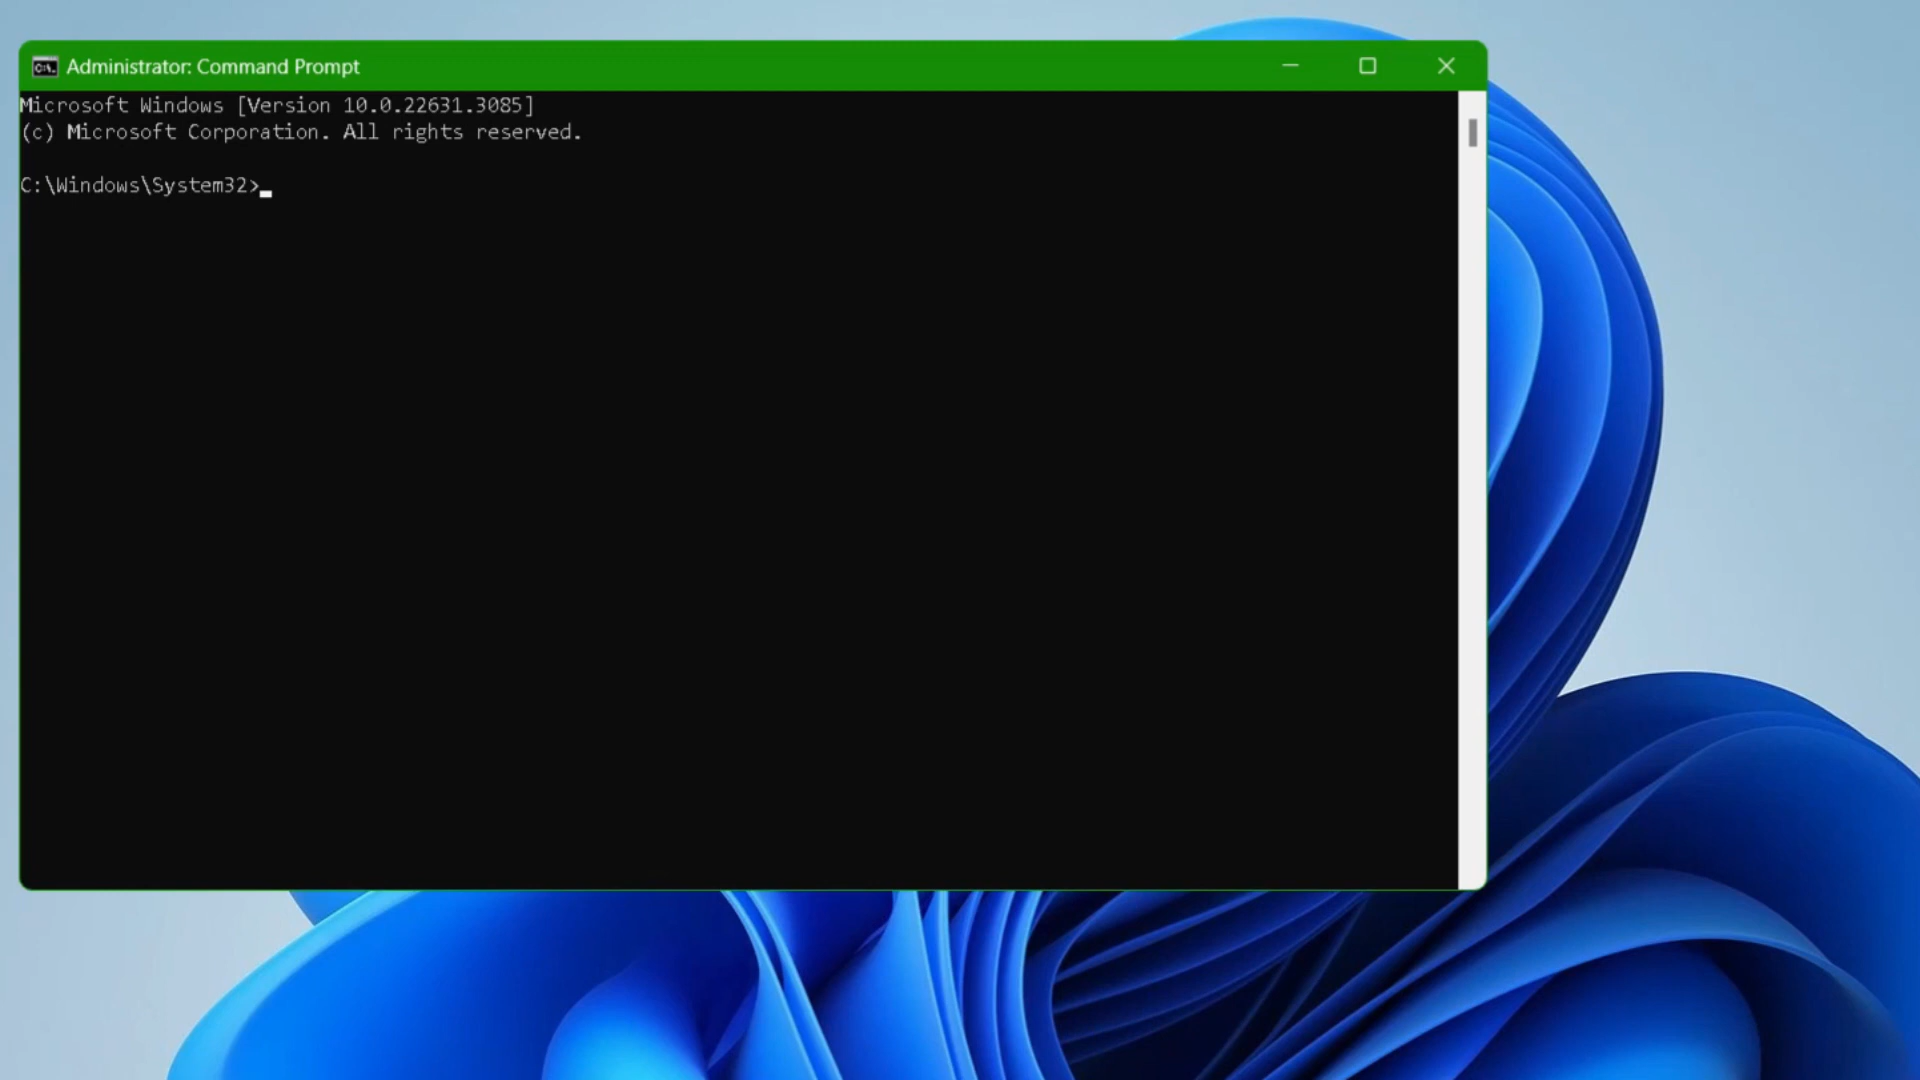 Administrator: Command Prompt
Microsoft Windows [Version 10.0.22631.3085]
(c) Microsoft Corporation. All rights reserved.
C:\Windows\System32>